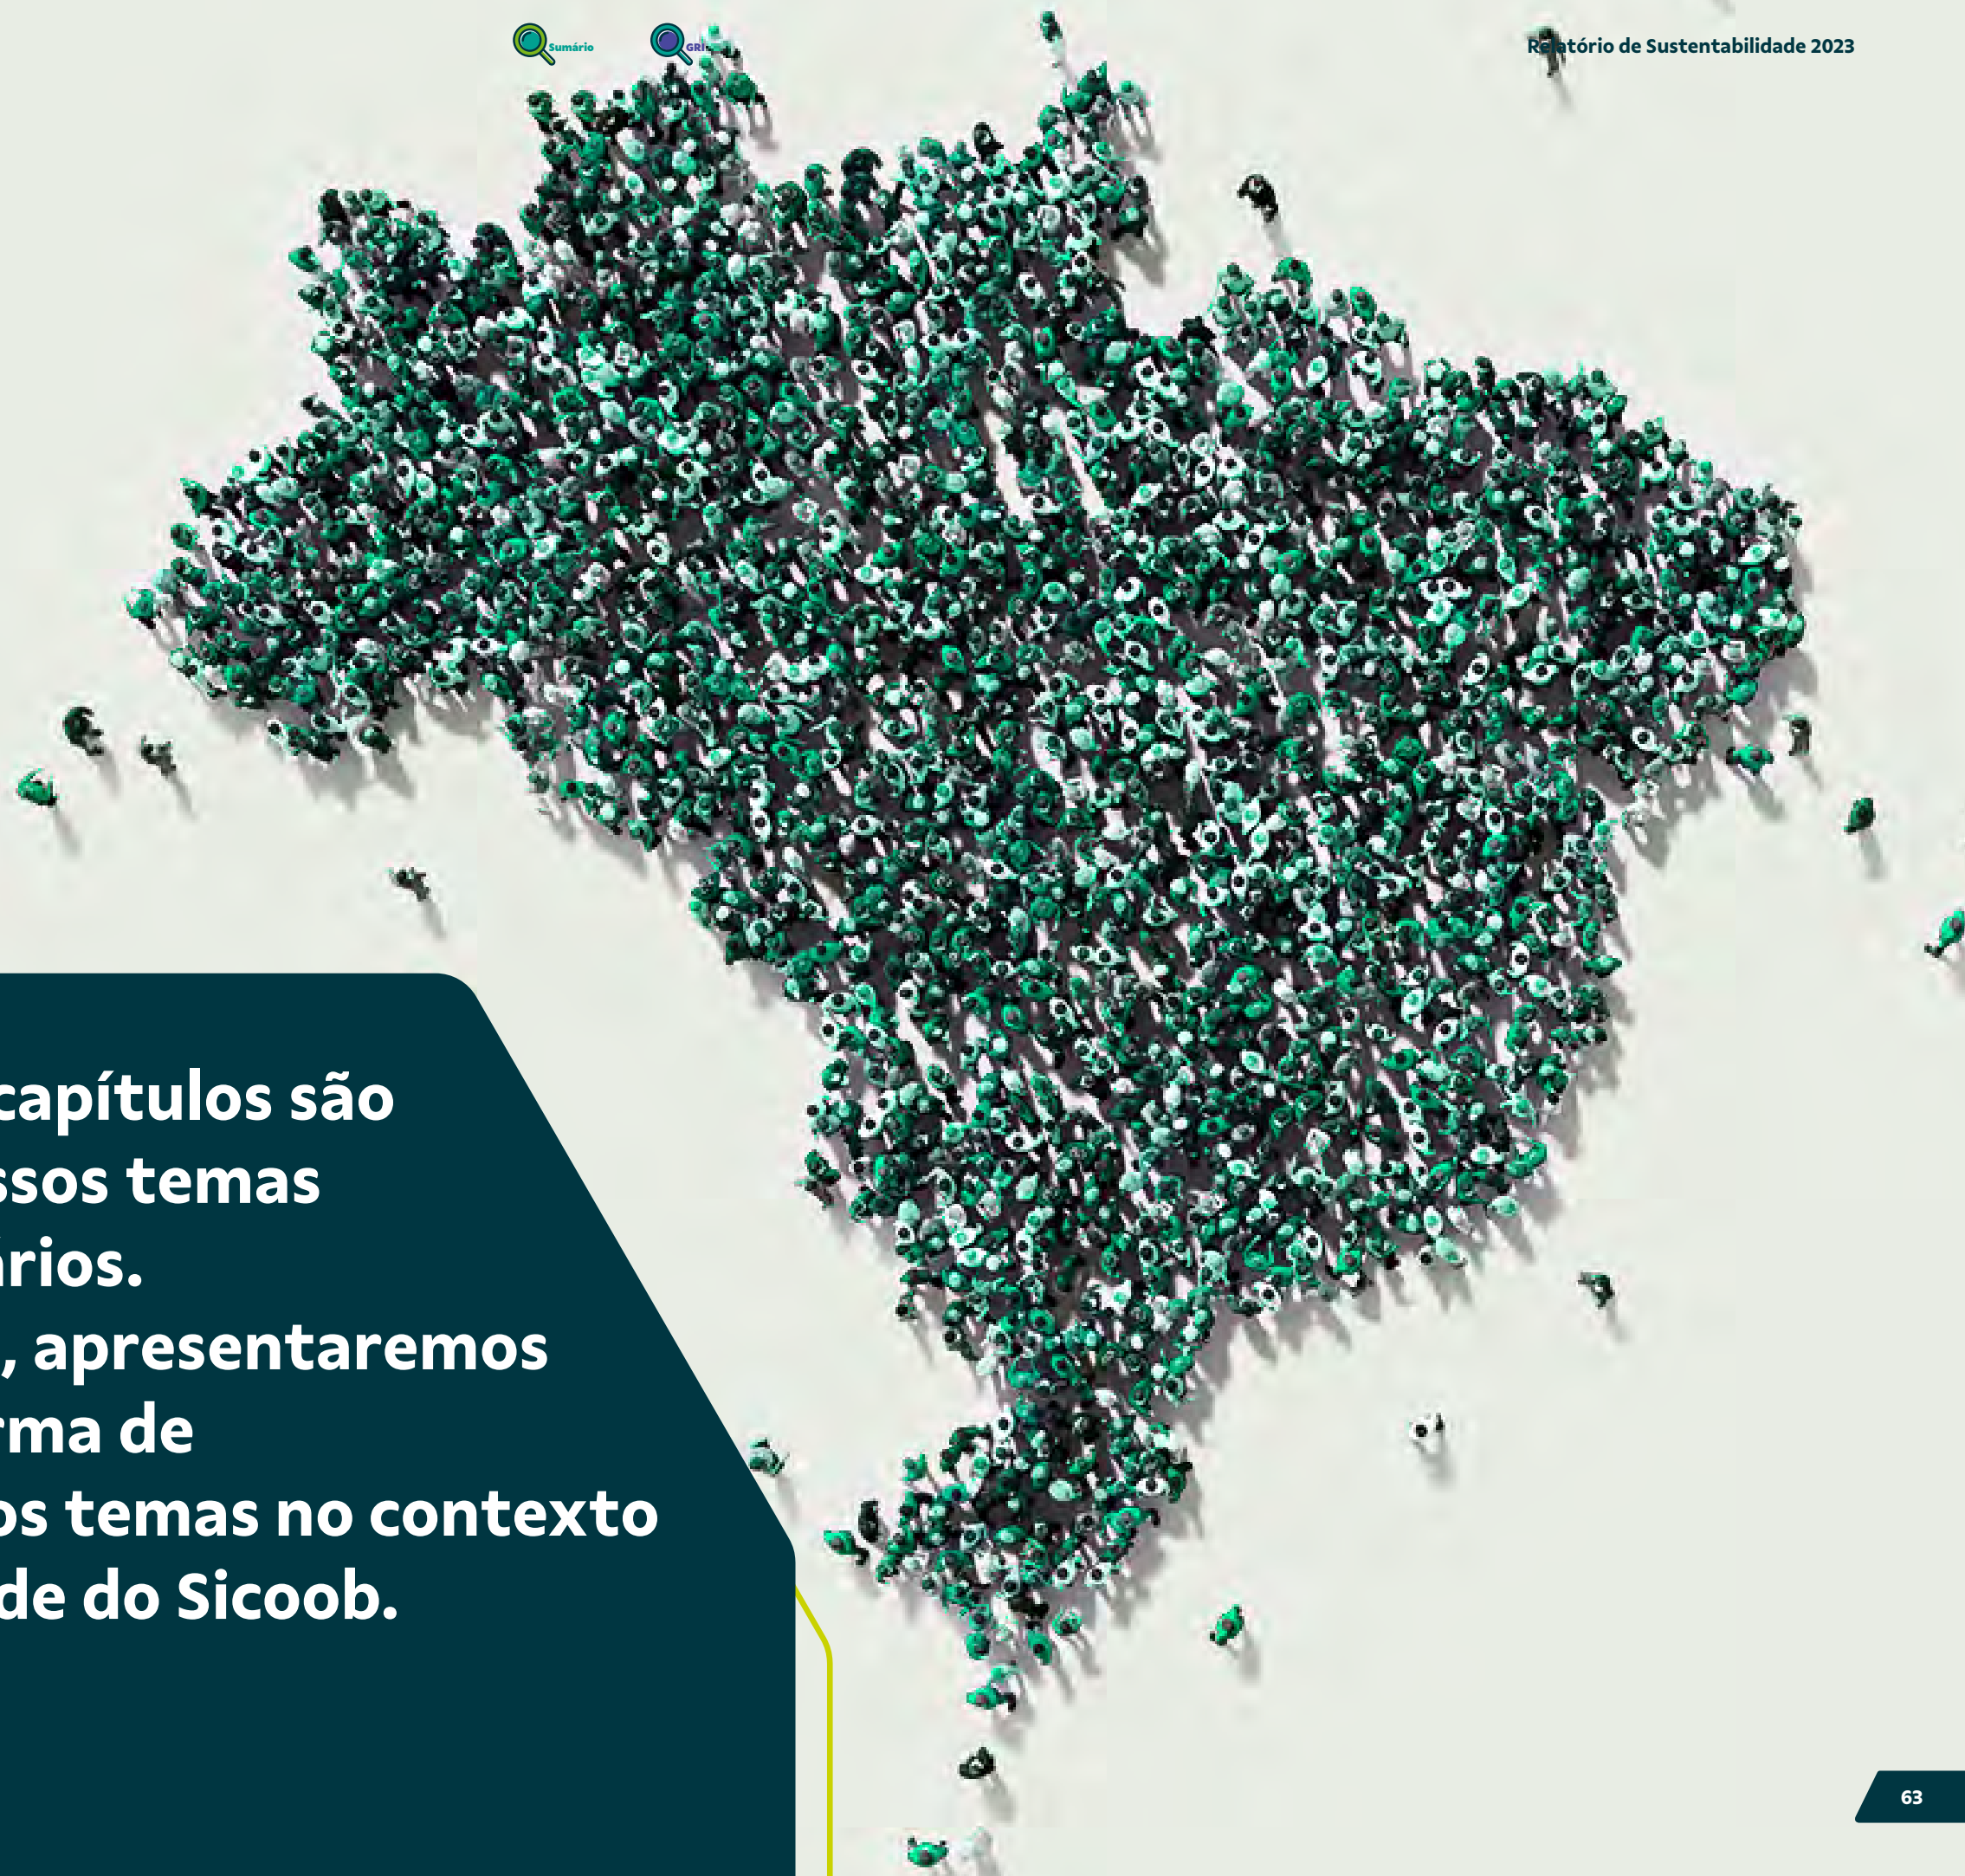 Sumário
GRI
Relatório de Sustentabilidade 2023
capítulos são
ssos temas
ários.
, apresentaremos
rma de
os temas no contexto
de do Sicoob.
63